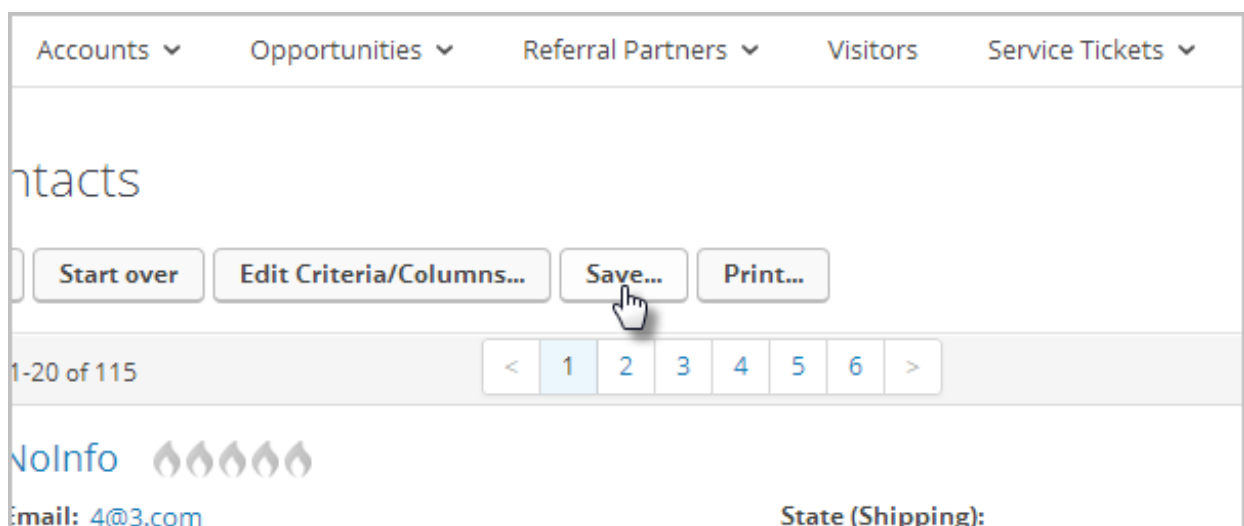 Accounts Opportunities Referral Partners Visitors Service Tickets
ntacts
Start over Edit Criteria/Columns... Save... Print...
1-20 of 115 < 1 2 3 4 5 6 >
NoInfo
Email: 4@3.com State (Shipping):